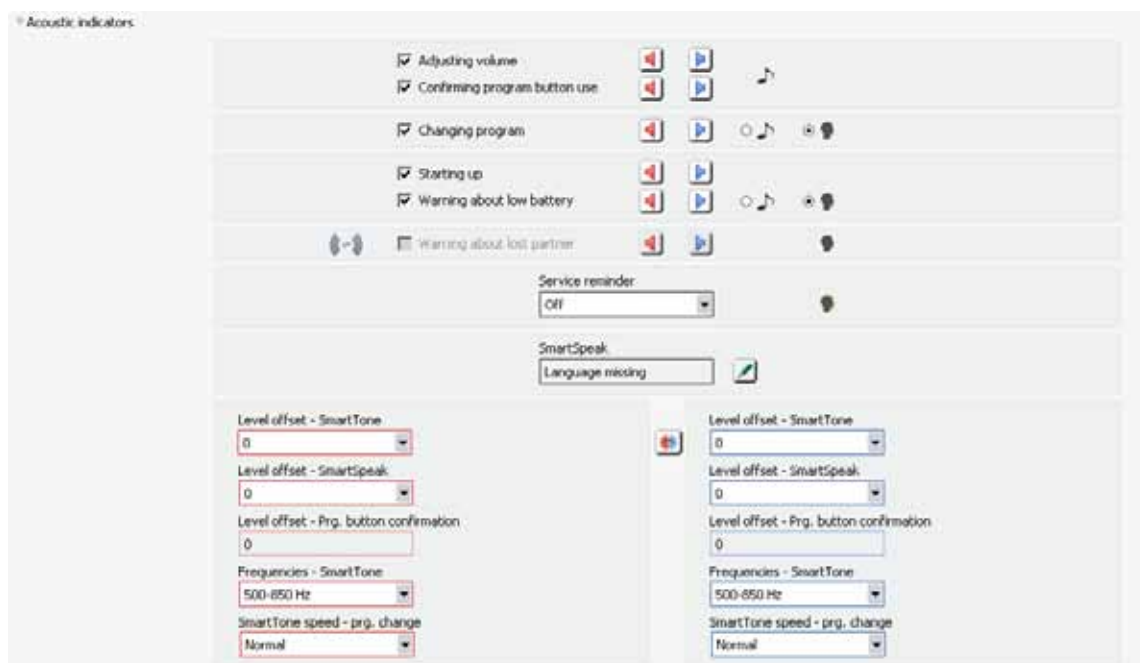 Acoustic indicators
Adjusting volume
Confirming program button use
Changing program
Starting up
Warning about low battery
Warning about lost partner
Service reminder
Off
SmartSpeak
Language missing
Level offset - SmartTone
0
Level offset - SmartSpeak
0
Level offset - Prg. button confirmation
0
Frequencies - SmartTone
500-850 Hz
SmartTone speed - prg. change
Normal
Level offset - SmartTone
0
Level offset - SmartSpeak
0
Level offset - Prg. button confirmation
0
Frequencies - SmartTone
500-850 Hz
SmartTone speed - prg. change
Normal